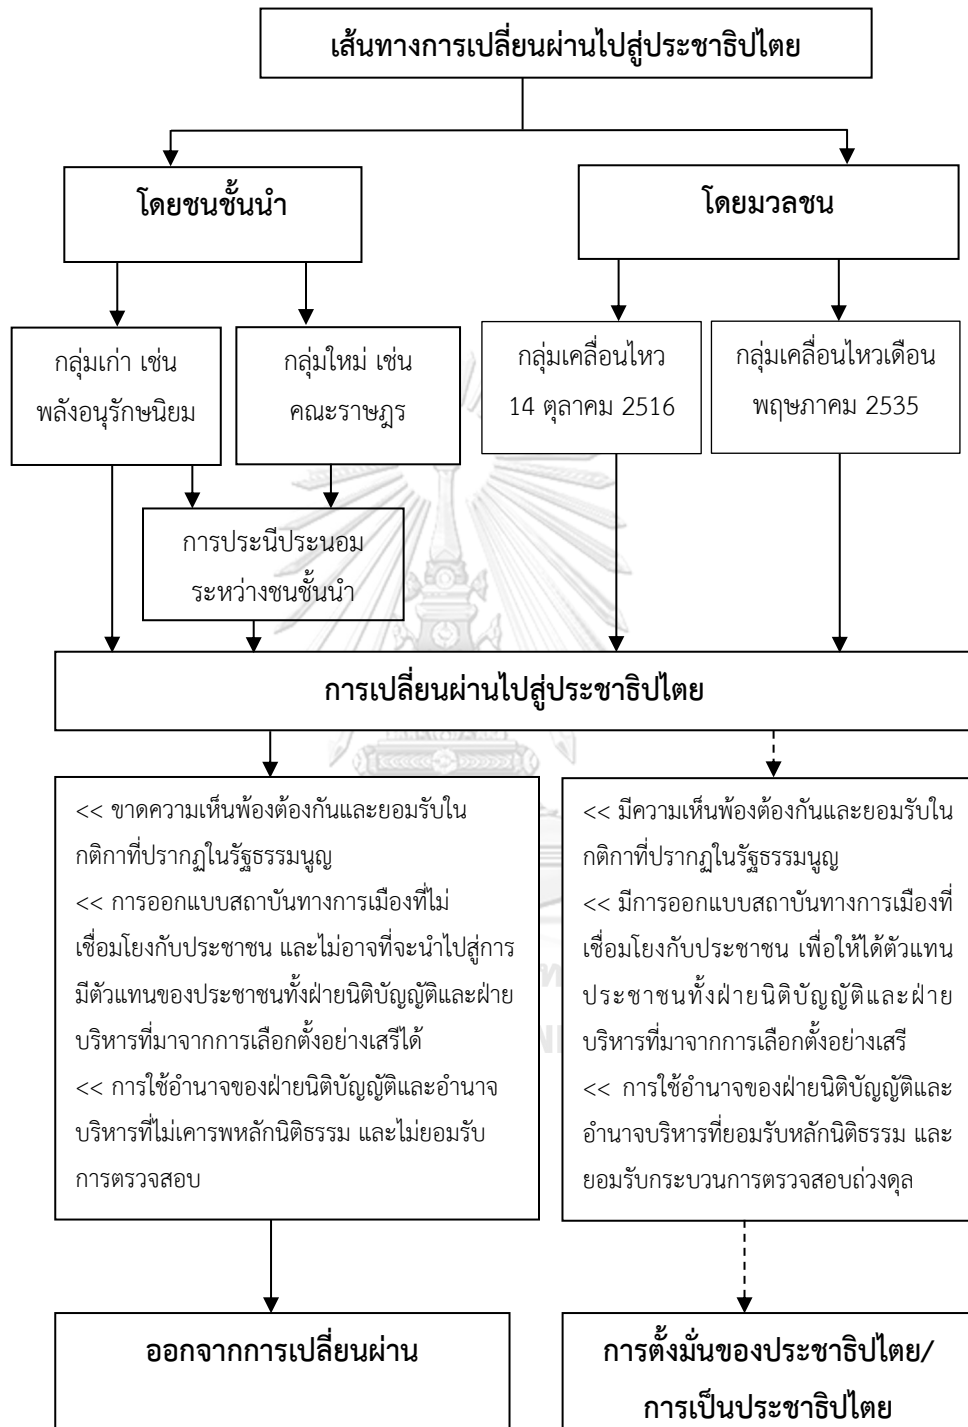 เส้นทางการเปลี่ยนผ่านไปสู่ประชาธิปไตย
โดยชนชั้นนำ
โดยมวลชน
กลุ่มเก่า เช่น
พลังอนุรักษนิยม
กลุ่มใหม่ เช่น
คณะราษฎร
กลุ่มเคลื่อนไหว
14 ตุลาคม 2516
กลุ่มเคลื่อนไหวเดือน
พฤษภาคม 2535
การประนีประนอม
ระหว่างชนชั้นนำ
การเปลี่ยนผ่านไปสู่ประชาธิปไตย
<< ขาดความเห็นพ้องต้องกันและยอมรับใน
กติกาที่ปรากฏในรัฐธรรมนูญ
<< การออกแบบสถาบันทางการเมืองที่ไม่
เชื่อมโยงกับประชาชน และไม่อาจที่จะนำไปสู่การ
มีตัวแทนของประชาชนทั้งฝ่ายนิติบัญญัติและฝ่าย
บริหารที่มาจากการเลือกตั้งอย่างเสรีได้
<< การใช้อำนาจของฝ่ายนิติบัญญัติและอำนาจ
บริหารที่ไม่เคารพหลักนิติธรรม และไม่ยอมรับ
การตรวจสอบ
<< มีความเห็นพ้องต้องกันและยอมรับใน
กติกาที่ปรากฏในรัฐธรรมนูญ
<< มีการออกแบบสถาบันทางการเมืองที่
เชื่อมโยงกับประชาชน เพื่อให้ได้ตัวแทน
ประชาชนทั้งฝ่ายนิติบัญญัติและฝ่าย
บริหารที่มาจากการเลือกตั้งอย่างเสรี
<< การใช้อำนาจของฝ่ายนิติบัญญัติและ
อำนาจบริหารที่ยอมรับหลักนิติธรรม และ
ยอมรับกระบวนการตรวจสอบถ่วงดุล
ออกจากการเปลี่ยนผ่าน
การตั้งมั่นของประชาธิปไตย/
การเป็นประชาธิปไตย